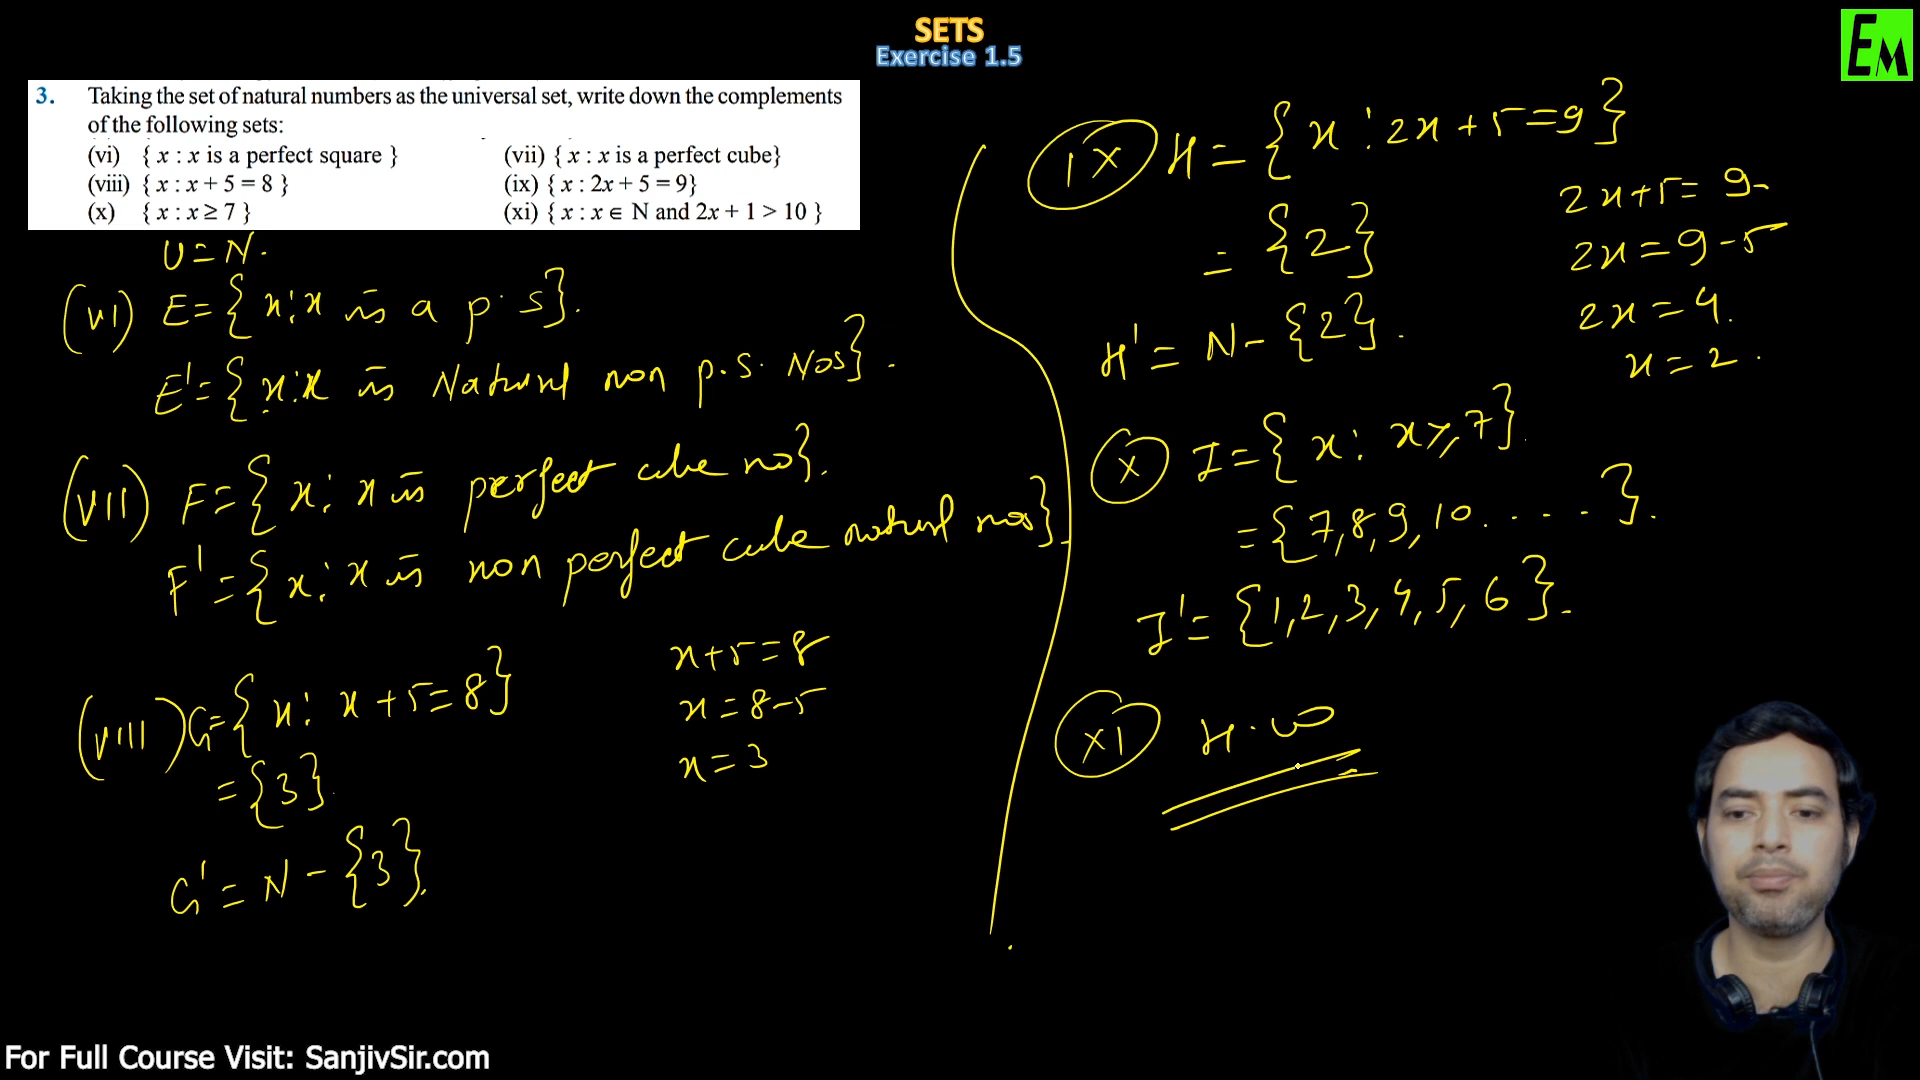 SETS
Exercise 1.5
EM
3. Taking the set of natural numbers as the universal set, write down the complements
of the following sets:
(vi) { x : x is a perfect square } (vii) { x : x is a perfect cube}
(viii) { x : x + 5 = 8 } (ix) { x : 2x + 5 = 9}
(x) { x : x ≥ 7 } (xi) { x : x ∈ N and 2x + 1 > 10 }
U = N.
(VI) E = {x : x is a p.s}.
E' = {x : x is Natural non p.s. Nos}.
(VII) F = {x : x is perfect cube no}.
F' = {x : x is non perfect cube natural nos}
(VIII) G = {x : x + 5 = 8}
= {3}.
G' = N - {3}.
x + 5 = 8
x = 8 - 5
x = 3
IX H = {x : 2x + 5 = 9}
= {2}
H' = N - {2}.
2x + 5 = 9
2x = 9 - 5
2x = 4.
x = 2.
X I = {x : x ≥ 7}.
= {7, 8, 9, 10 . . . . .}.
I' = {1, 2, 3, 4, 5, 6}.
XI H.W
For Full Course Visit: SanjivSir.com